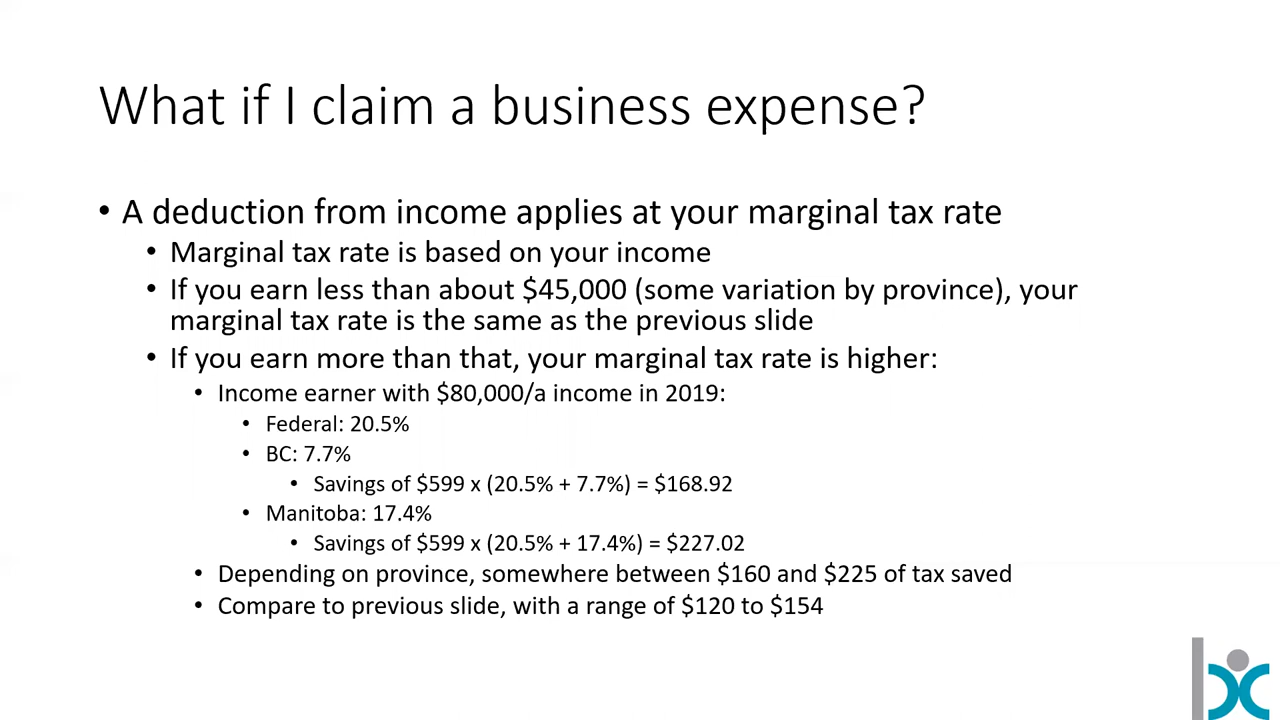 What if I claim a business expense?
• A deduction from income applies at your marginal tax rate
• Marginal tax rate is based on your income
• If you earn less than about $45,000 (some variation by province), your
marginal tax rate is the same as the previous slide
• If you earn more than that, your marginal tax rate is higher:
• Income earner with $80,000/a income in 2019:
• Federal: 20.5%
• BC: 7.7%
• Savings of $599 x (20.5% + 7.7%) = $168.92
• Manitoba: 17.4%
• Savings of $599 x (20.5% + 17.4%) = $227.02
• Depending on province, somewhere between $160 and $225 of tax saved
• Compare to previous slide, with a range of $120 to $154